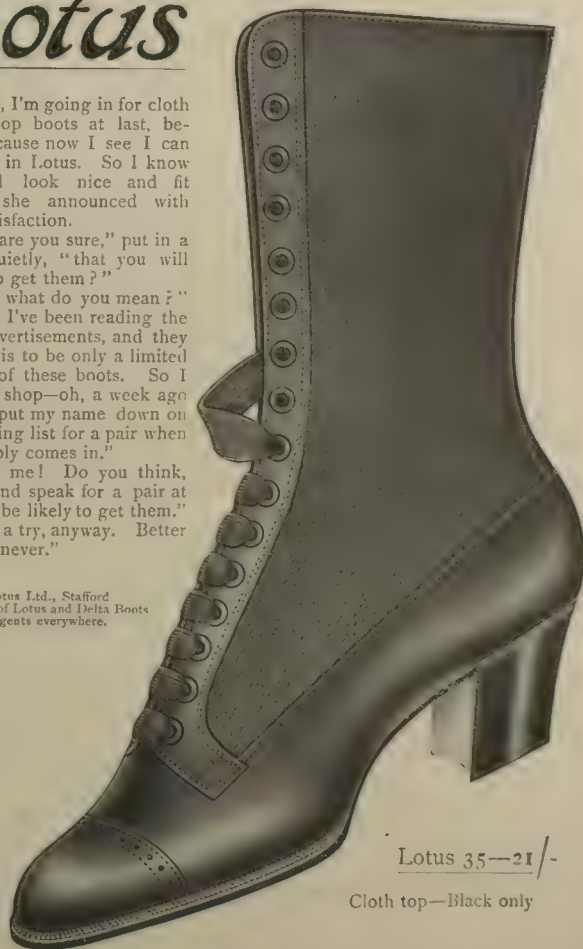 otus
, I'm going in for cloth
op boots at last, be-
cause now I see I can
in Lotus. So I know
l look nice and fit
she announced with
isfaction.
are you sure," put in a
uietly, "that you will
o get them?"
what do you mean?"
I've been reading the
vertisements, and they
is to be only a limited
of these boots. So I
shop—oh, a week ago
put my name down on
ing list for a pair when
ply comes in."
me! Do you think,
nd speak for a pair at
be likely to get them."
a try, anyway. Better
never."
otus Ltd., Stafford
of Lotus and Delta Boots
gents everywhere.
Lotus 35—21/-
Cloth top—Black only